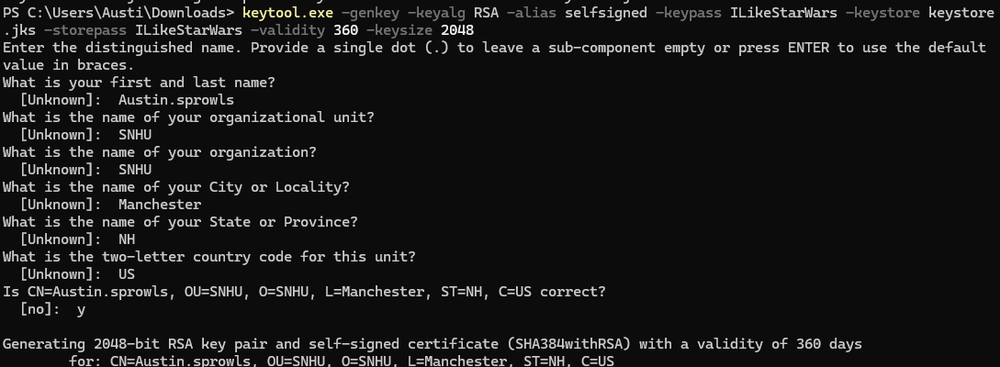 PS C:\Users\Austi\Downloads> keytool.exe -genkey -keyalg RSA -alias selfsigned -keypass ILikeStarWars -keystore keystore
.jks -storepass ILikeStarWars -validity 360 -keysize 2048
Enter the distinguished name. Provide a single dot (.) to leave a sub-component empty or press ENTER to use the default
value in braces.
What is your first and last name?
  [Unknown]:  Austin.sprowls
What is the name of your organizational unit?
  [Unknown]:  SNHU
What is the name of your organization?
  [Unknown]:  SNHU
What is the name of your City or Locality?
  [Unknown]:  Manchester
What is the name of your State or Province?
  [Unknown]:  NH
What is the two-letter country code for this unit?
  [Unknown]:  US
Is CN=Austin.sprowls, OU=SNHU, O=SNHU, L=Manchester, ST=NH, C=US correct?
  [no]:  y
Generating 2048-bit RSA key pair and self-signed certificate (SHA384withRSA) with a validity of 360 days
        for: CN=Austin.sprowls, OU=SNHU, O=SNHU, L=Manchester, ST=NH, C=US